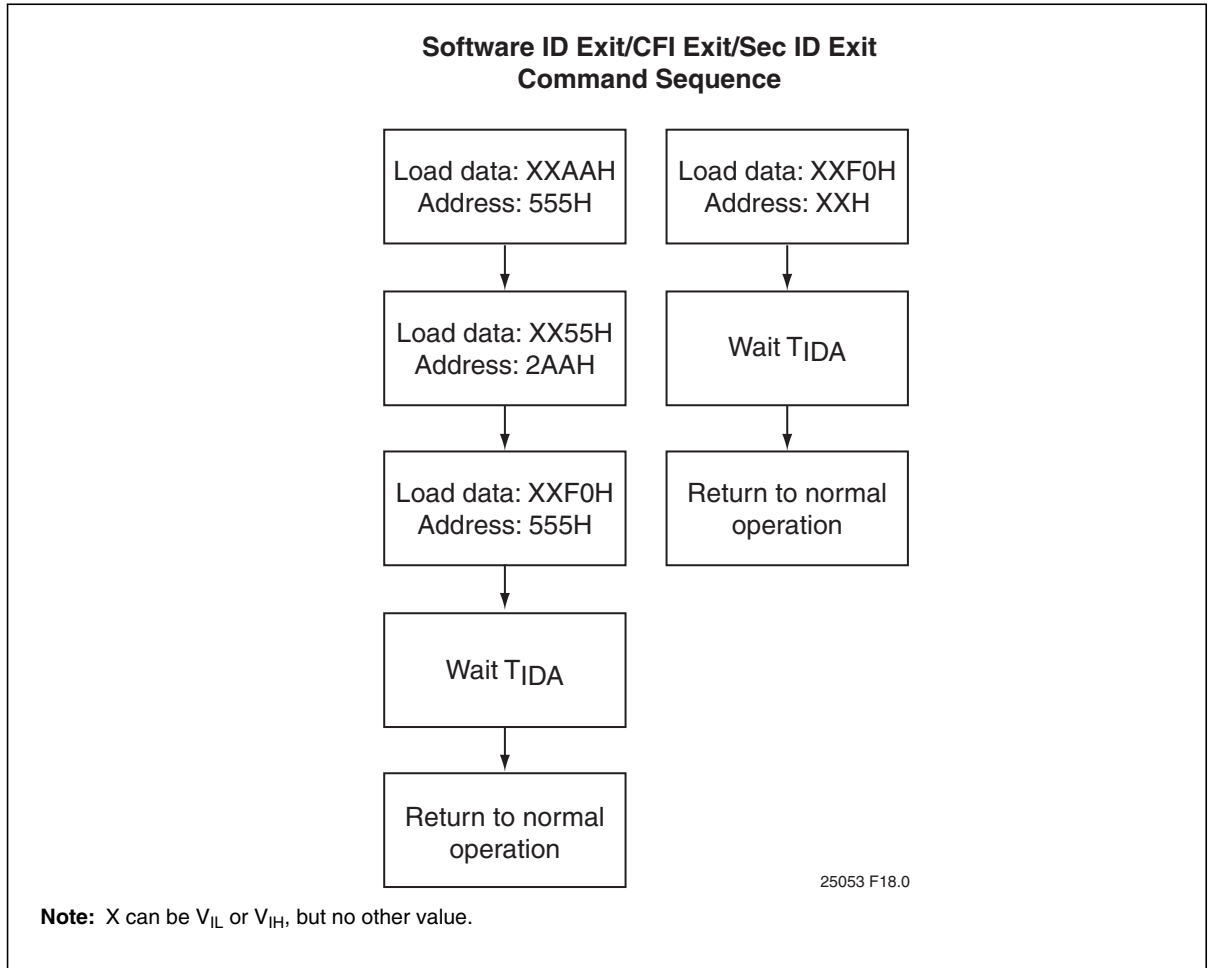 Software ID Exit/CFI Exit/Sec ID Exit
Command Sequence
Load data: XXAAH
Address: 555H
Load data: XX55H
Address: 2AAH
Load data: XXF0H
Address: 555H
Wait TIDA
Return to normal
operation
Load data: XXF0H
Address: XXH
Wait TIDA
Return to normal
operation
25053 F18.0
Note: X can be VIL or VIH, but no other value.